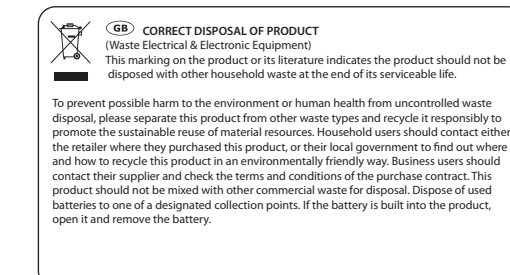 GB CORRECT DISPOSAL OF PRODUCT
(Waste Electrical & Electronic Equipment)
This marking on the product or its literature indicates the product should not be
disposed with other household waste at the end of its serviceable life.
To prevent possible harm to the environment or human health from uncontrolled waste
disposal, please separate this product from other waste types and recycle it responsibly to
promote the sustainable reuse of material resources. Household users should contact either
the retailer where they purchased this product, or their local government to find out where
and how to recycle this product in an environmentally friendly way. Business users should
contact their supplier and check the terms and conditions of the purchase contract. This
product should not be mixed with other commercial waste for disposal. Dispose of used
batteries to one of a designated collection points. If the battery is built into the product,
open it and remove the battery.